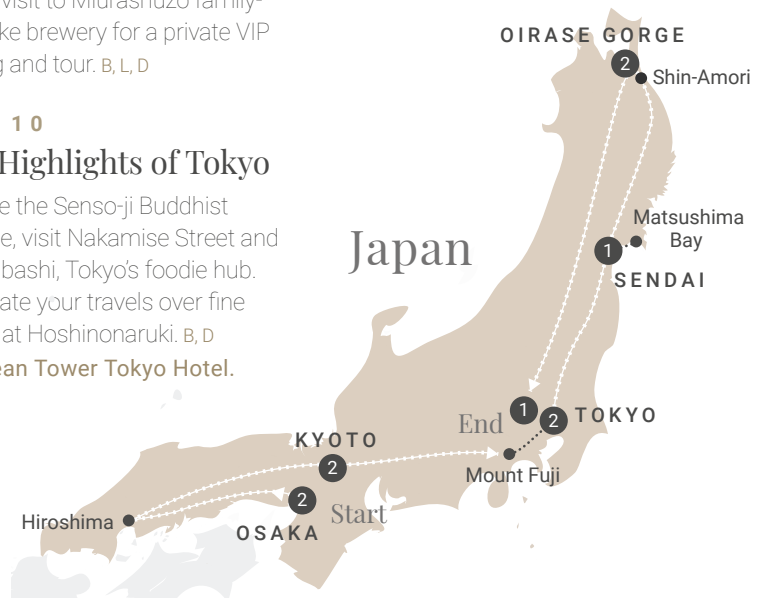 visit to Miurashuzo family-
ke brewery for a private VIP
g and tour. B, L, D
10
Highlights of Tokyo
e the Senso-ji Buddhist
e, visit Nakamise Street and
bashi, Tokyo’s foodie hub.
ate your travels over fine
at Hoshinonaruki. B, D
ean Tower Tokyo Hotel.
OIRASE GORGE
2
Shin-Amori
Matsushima
Bay
1
SENDAI
Japan
1
2
TOKYO
End
Mount Fuji
KYOTO
2
2
Start
OSAKA
Hiroshima